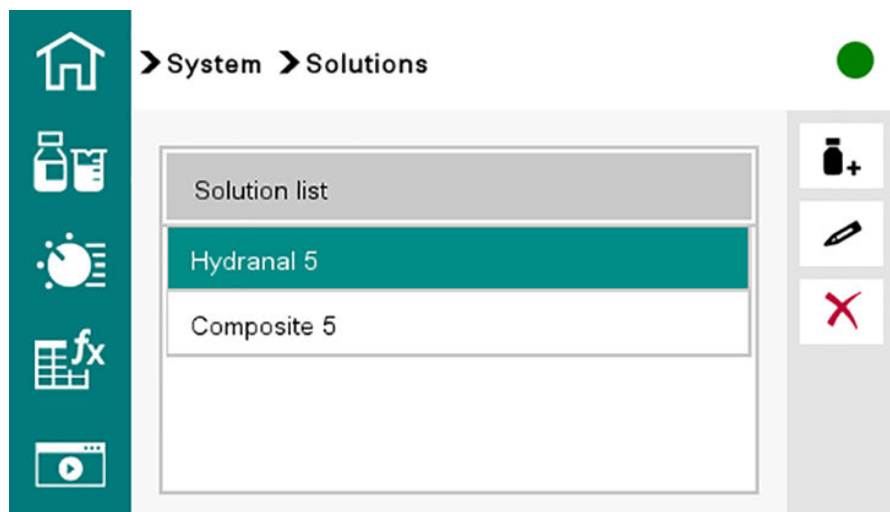 System Solutions
Solution list
Hydranal 5
Composite 5